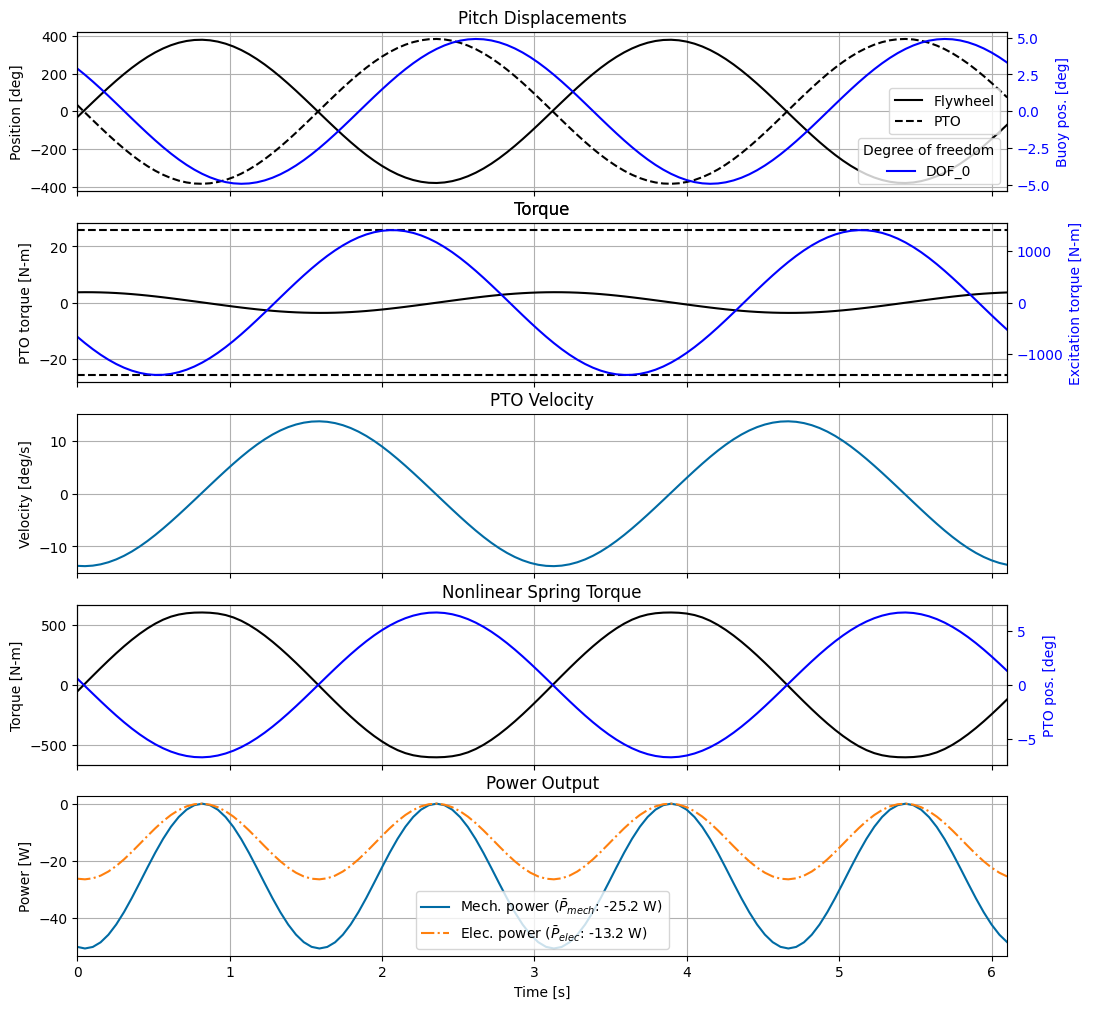 Pitch Displacements
Position [deg]
400
200
0
−200
−400
Buoy pos. [deg]
5.0
2.5
0.0
−2.5
−5.0
Flywheel
PTO
Degree of freedom
DOF_0
Torque
PTO torque [N-m]
20
0
−20
Excitation torque [N-m]
1000
0
−1000
PTO Velocity
Velocity [deg/s]
10
0
−10
Nonlinear Spring Torque
Torque [N-m]
500
0
−500
PTO pos. [deg]
5
0
−5
Power Output
Power [W]
0
−20
−40
Mech. power (P̄mech: -25.2 W)
Elec. power (P̄elec: -13.2 W)
0 1 2 3 4 5 6
Time [s]